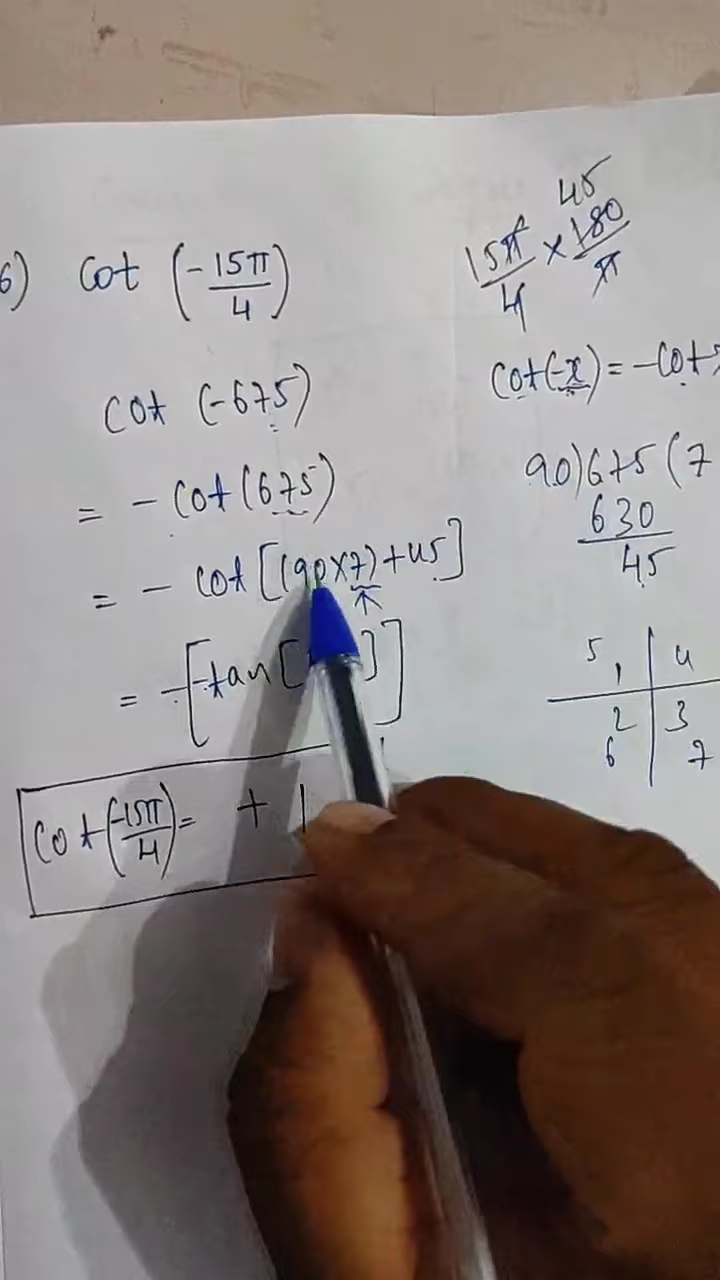 6) cot (-15π/4)
cot (-675)
= - cot (675)
= - cot [(90×7)+45]
= -[-tan [ ]]
cot (-15π/4) = + 1
45
15π/4 × 180/π
cot(-x) = -cot
90)675(7
630
45
5 1 | 4
2 | 3
6 | 7